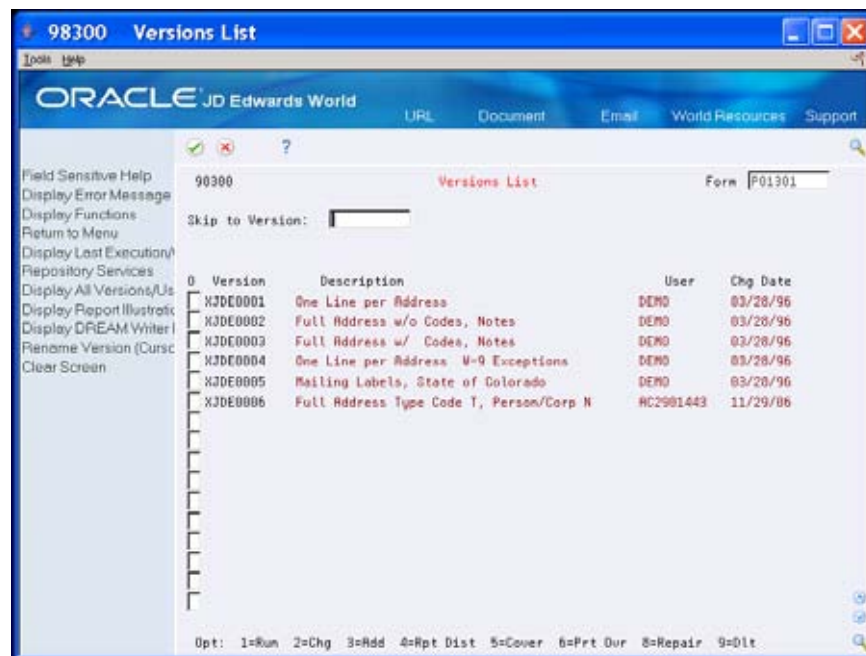 98300 Versions List
Tools Help
ORACLE JD Edwards World
URL Document Email World Resources Support
?
Field Sensitive Help
Display Error Message
Display Functions
Return to Menu
Display Last Execution/
Repository Services
Display All Versions/Us
Display Report Illustratic
Display DREAM Writer
Rename Version (Cursc
Clear Screen
98300 Versions List Form P01301
Skip to Version:
O Version Description User Chg Date
XJDE0001 One Line per Address DEMO 03/28/96
XJDE0002 Full Address w/o Codes, Notes DEMO 03/28/96
XJDE0003 Full Address w/ Codes, Notes DEMO 03/28/96
XJDE0004 One Line per Address W-9 Exceptions DEMO 03/28/96
XJDE0005 Mailing Labels, State of Colorado DEMO 03/28/96
XJDE0006 Full Address Type Code T, Person/Corp N AC2901443 11/29/06
Opt: 1=Run 2=Chg 3=Add 4=Rpt Dist 5=Cover 6=Prt Ovr 8=Repair 9=Dlt